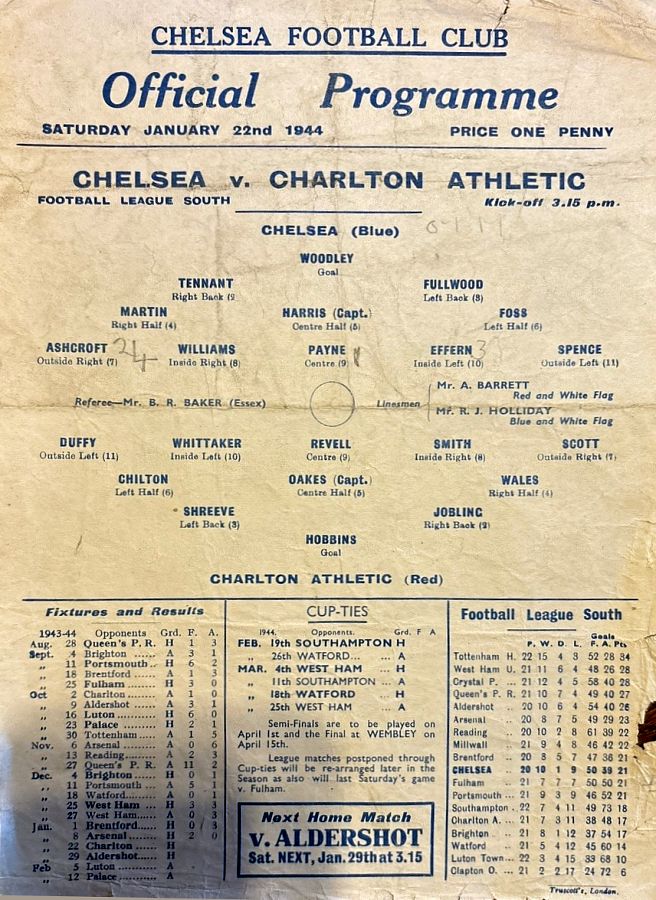 CHELSEA FOOTBALL CLUB
Official Programme
SATURDAY JANUARY 22nd 1944 PRICE ONE PENNY
CHELSEA v. CHARLTON ATHLETIC
FOOTBALL LEAGUE SOUTH Kick-off 3.15 p.m.
CHELSEA (Blue)
WOODLEY
Goal
TENNANT FULLWOOD
Right Back (2 Left Back (3)
MARTIN HARRIS (Capt.) FOSS
Right Half (4) Centre Half (5) Left Half (6)
ASHCROFT 24 WILLIAMS PAYNE 1 EFFERN 3 SPENCE
Outside Right (7) Inside Right (8) Centre (9) Inside Left (10) Outside Left (11)
Referee—Mr. B. R. BAKER (Essex) Linesmen
Mr. A. BARRETT
Red and White Flag
Mr. R. J. HOLLIDAY
Blue and White Flag
DUFFY WHITTAKER REVELL SMITH SCOTT
Outside Left (11) Inside Left (10) Centre (9) Inside Right (8) Outside Right (7)
CHILTON OAKES (Capt.) WALES
Left Half (6) Centre Half (5) Right Half (4)
SHREEVE JOBLING
Left Back (3) Right Back (2)
HOBBINS
Goal
CHARLTON ATHLETIC (Red)
Fixtures and Results
1943-44 Opponents Grd. F. A.
Aug. 28 Queen's P. R. H 1 3
Sept. 4 Brighton ...... A 3 1
,, 11 Portsmouth.. H 6 2
,, 18 Brentford .... A 1 3
,, 25 Fulham ....... H 3 0
Oct 2 Charlton ..... A 1 0
,, 9 Aldershot .... A 3 1
,, 16 Luton ......... H 6 0
,, 23 Palace ........ H 2 1
,, 30 Tottenham .. A 1 5
Nov. 6 Arsenal ...... A 0 6
,, 13 Reading....... A 2 3
,, 27 Queen's P. R. A 11 2
Dec. 4 Brighton ...... H 0 1
,, 11 Portsmouth ... A 5 1
,, 18 Watford....... A 0 1
,, 25 West Ham ... H 3 3
,, 27 West Ham..... A 0 3
Jan. 1 Brentford.... H 0 3
,, 8 Arsenal ...... H 2 0
,, 22 Charlton ...... H
,, 29 Aldershot...... H
Feb 5 Luton ......... A
,, 12 Palace ......... A
CUP-TIES
1944. Opponents. Grd. F A
FEB. 19th SOUTHAMPTON H
,, 26th WATFORD... ... A
MAR. 4th WEST HAM ... H
,, 11th SOUTHAMPTON ... A
,, 18th WATFORD ... H
,, 25th WEST HAM ... A
Semi-Finals are to be played on
April 1st and the Final at WEMBLEY on
April 15th.
League matches postponed through
Cup-ties will be re-arranged later in the
Season as also will last Saturday's game
v. Fulham.
Next Home Match
v. ALDERSHOT
Sat. NEXT, Jan. 29th at 3.15
Football League South
Goals
P. W. D. L. F. A. Pts
Tottenham H. 22 15 4 3 52 28 34
West Ham U. 21 11 6 4 48 26 28
Crystal P. ... 21 12 4 5 58 40 28
Queen's P. R. 21 10 7 4 49 40 27
Aldershot .. 20 10 6 4 54 40 26
Arsenal .. 20 8 7 5 49 29 23
Reading .. 20 10 2 8 61 39 22
Millwall .. 21 9 4 8 46 42 22
Brentford .. 20 8 5 7 47 36 21
CHELSEA 20 10 1 9 50 39 21
Fulham .. 21 7 7 7 50 50 21
Portsmouth ... 21 9 3 9 46 52 21
Southampton .. 22 7 4 11 49 73 18
Charlton A. ... 21 7 3 11 38 48 17
Brighton .. 21 8 1 12 37 54 17
Watford .. 21 5 4 12 45 60 14
Luton Town... 22 3 4 15 33 68 10
Clapton O. ... 21 2 2 17 24 72 6
Truscott's, London.